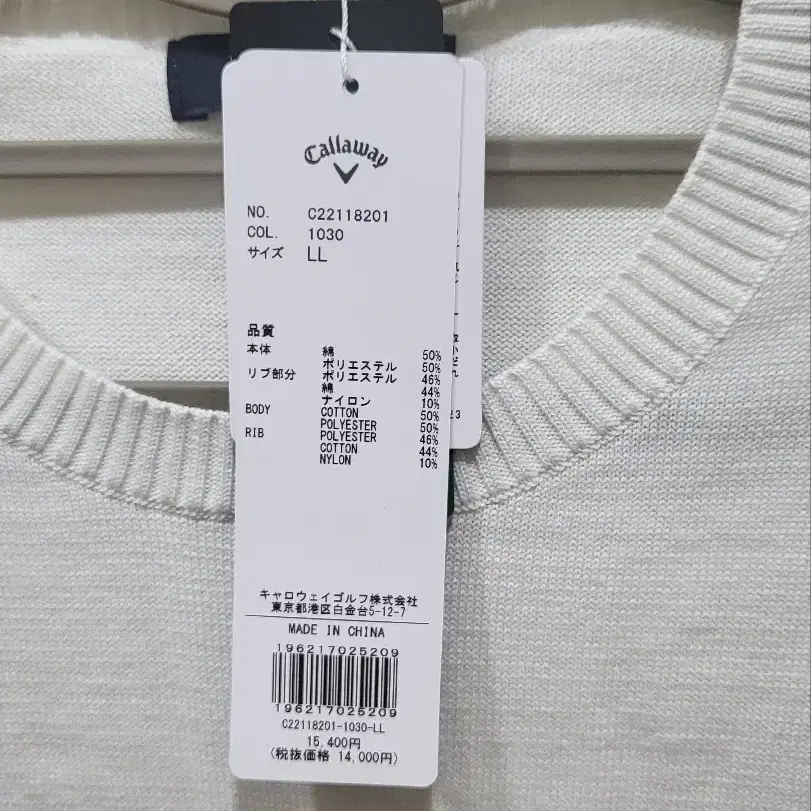 Callaway
NO. C22118201
COL. 1030
サイズ LL
品質
本体 綿 50%
ポリエステル 50%
リブ部分 ポリエステル 46%
綿 44%
ナイロン 10%
BODY COTTON 50%
POLYESTER 50%
RIB POLYESTER 46%
COTTON 44%
NYLON 10%
キャロウェイゴルフ株式会社
東京都港区白金台5-12-7
MADE IN CHINA
196217025209
196217025209
C22118201-1030-LL
15,400円
(税抜価格 14,000円)
23